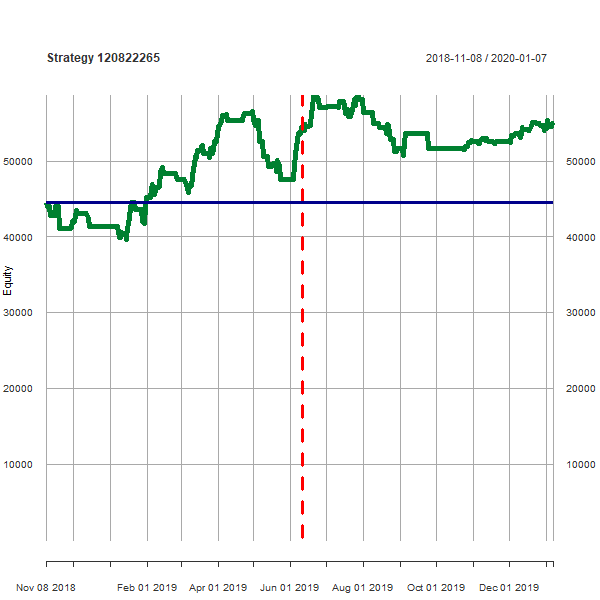 Strategy 120822265
2018-11-08 / 2020-01-07
50000
50000
40000
40000
Equity
30000
30000
20000
20000
10000
10000
Nov 08 2018
Feb 01 2019
Apr 01 2019
Jun 01 2019
Aug 01 2019
Oct 01 2019
Dec 01 2019